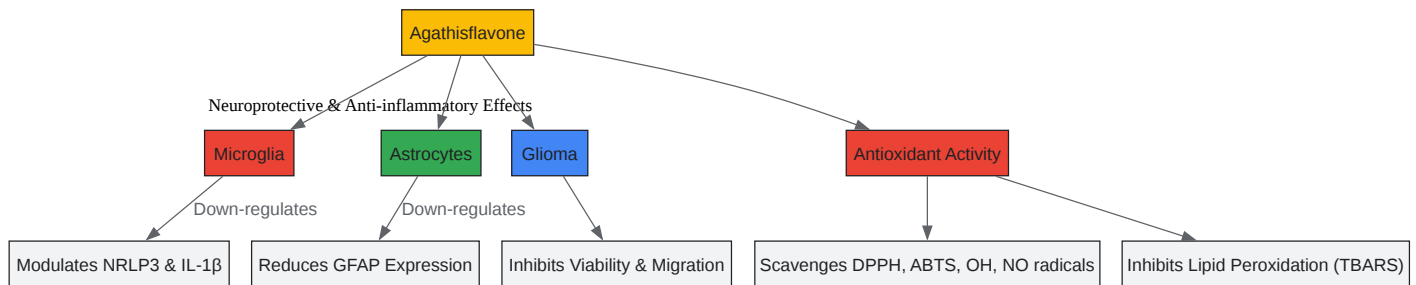 Agathisflavone
Neuroprotective & Anti-inflammatory Effects
Microglia
Astrocytes
Glioma
Antioxidant Activity
Down-regulates
Down-regulates
Modulates NRLP3 & IL-1β
Reduces GFAP Expression
Inhibits Viability & Migration
Scavenges DPPH, ABTS, OH, NO radicals
Inhibits Lipid Peroxidation (TBARS)